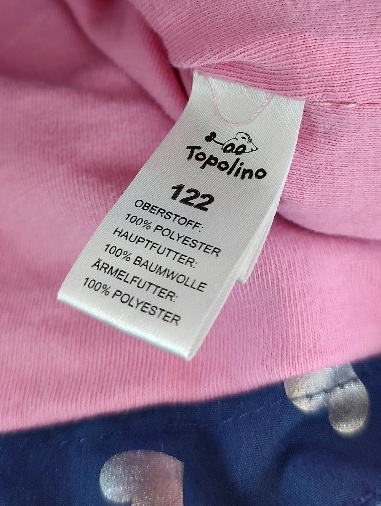 Topolino
122
OBERSTOFF:
100% POLYESTER
HAUPTFUTTER:
100% BAUMWOLLE
ÄRMELFUTTER:
100% POLYESTER